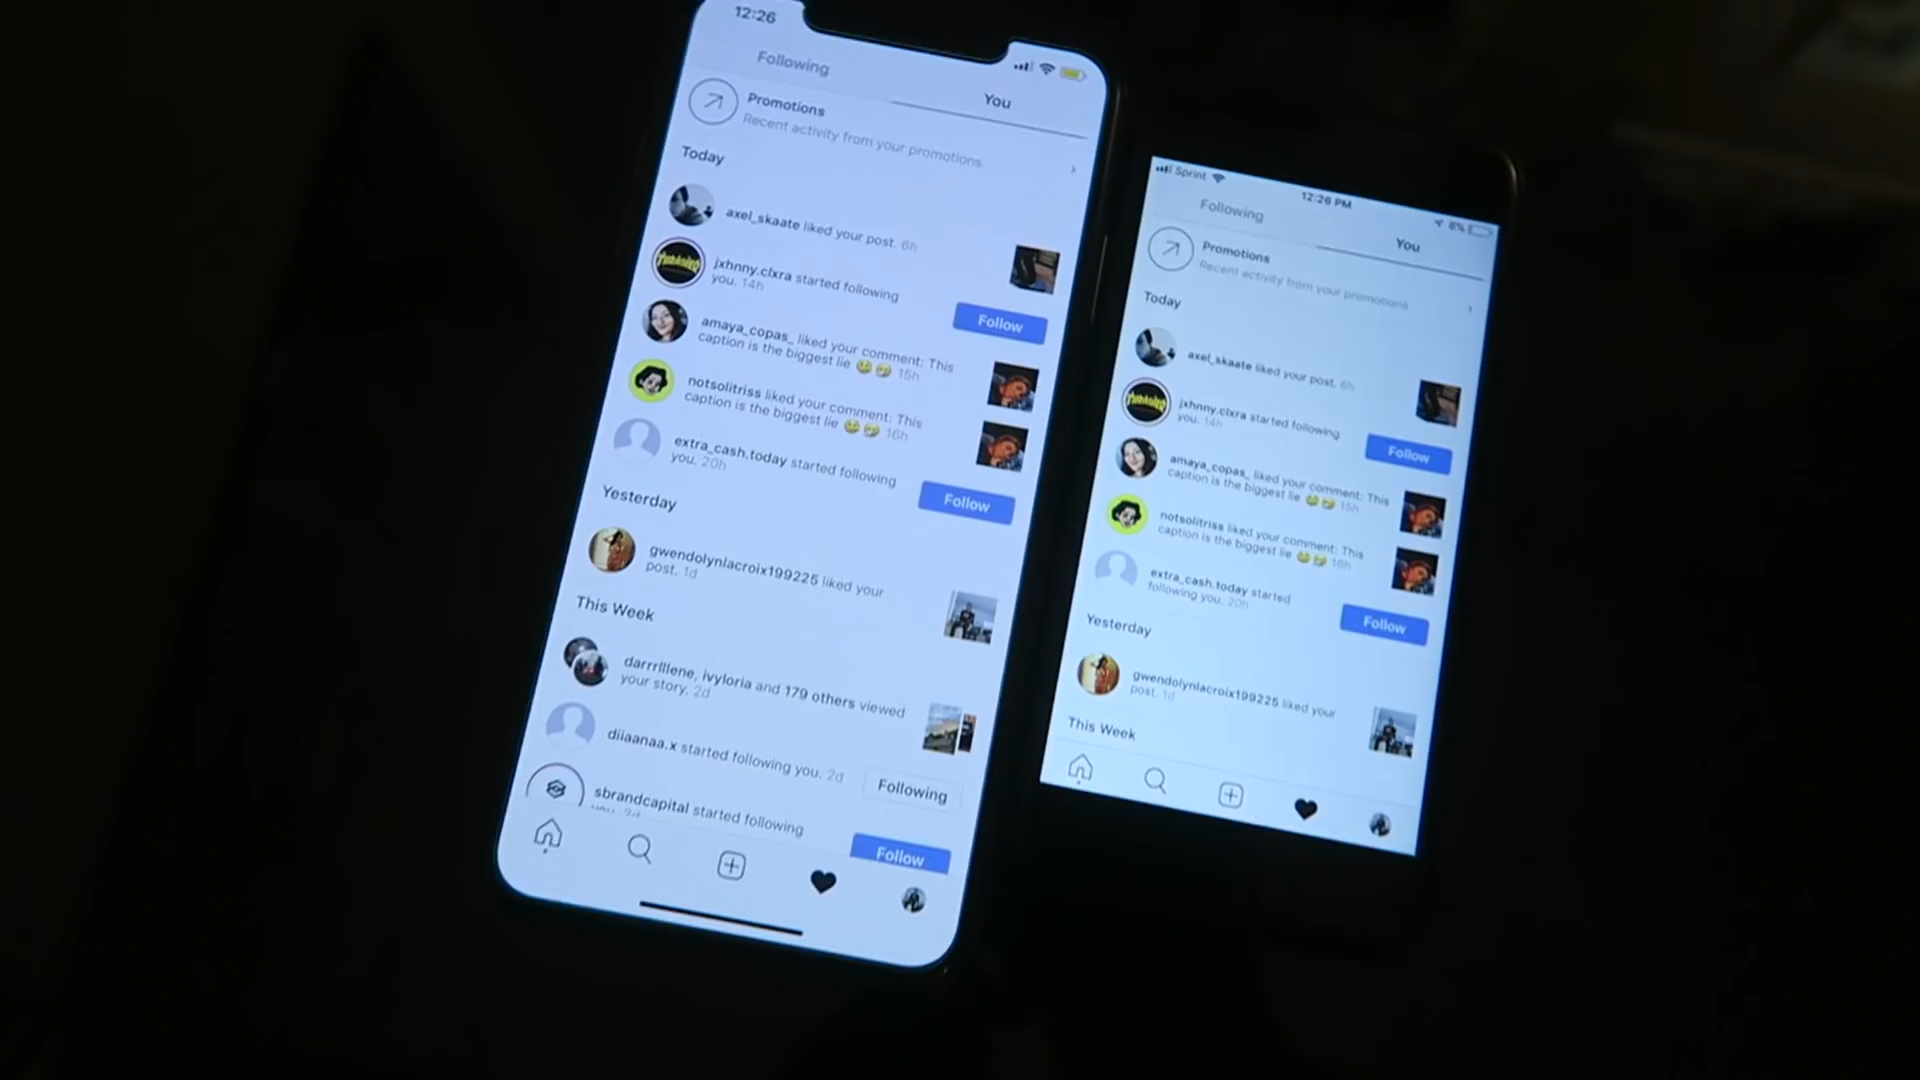 12:26
Following
You
Promotions
Recent activity from your promotions.
Today
axel_skaate liked your post. 6h
jxhnny.clxra started following
you. 14h
Follow
amaya_copas_ liked your comment: This
caption is the biggest lie 🥴🤣 15h
notsolitriss liked your comment: This
caption is the biggest lie 🥴🤣 16h
extra_cash.today started following
you. 20h
Follow
Yesterday
gwendolynlacroix199225 liked your
post. 1d
This Week
darrrlllene, ivyloria and 179 others viewed
your story. 2d
diiaanaa.x started following you. 2d
Following
sbrandcapital started following
Follow
Sprint
12:26 PM
8%
Following
You
Promotions
Recent activity from your promotions.
Today
axel_skaate liked your post. 6h
THRASHER
jxhnny.clxra started following
you. 14h
Follow
amaya_copas_ liked your comment: This
caption is the biggest lie 🥴🤣 15h
notsolitriss liked your comment: This
caption is the biggest lie 🥴🤣 16h
extra_cash.today started
following you. 20h
Follow
Yesterday
gwendolynlacroix199225 liked your
post. 1d
This Week